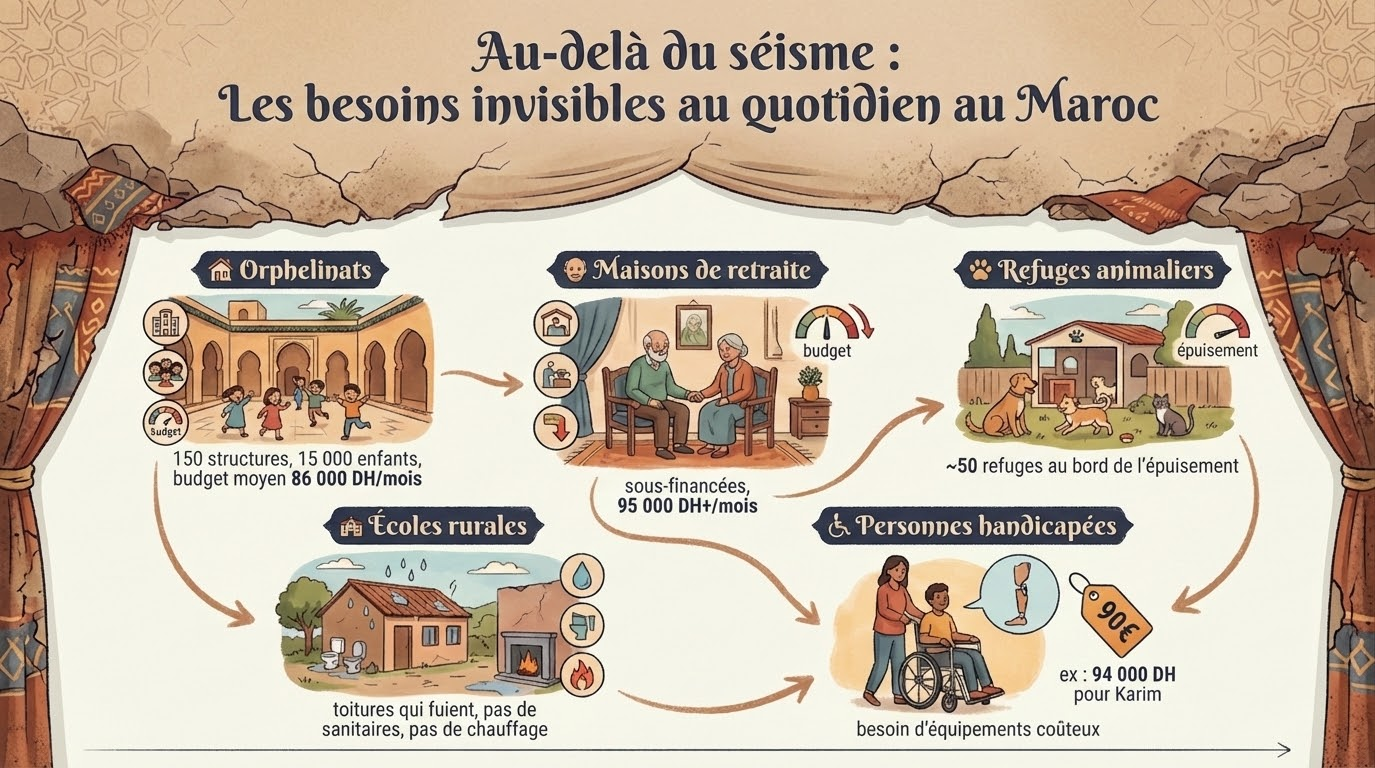 Au-delà du séisme :
Les besoins invisibles au quotidien au Maroc
Orphelinats
Budget
150 structures, 15 000 enfants,
budget moyen 86 000 DH/mois
Maisons de retraite
budget
sous-financées,
95 000 DH+/mois
Refuges animaliers
épuisement
~50 refuges au bord de l'épuisement
Écoles rurales
toitures qui fuient, pas de
sanitaires, pas de chauffage
Personnes handicapées
90€
ex : 94 000 DH
pour Karim
besoin d'équipements coûteux